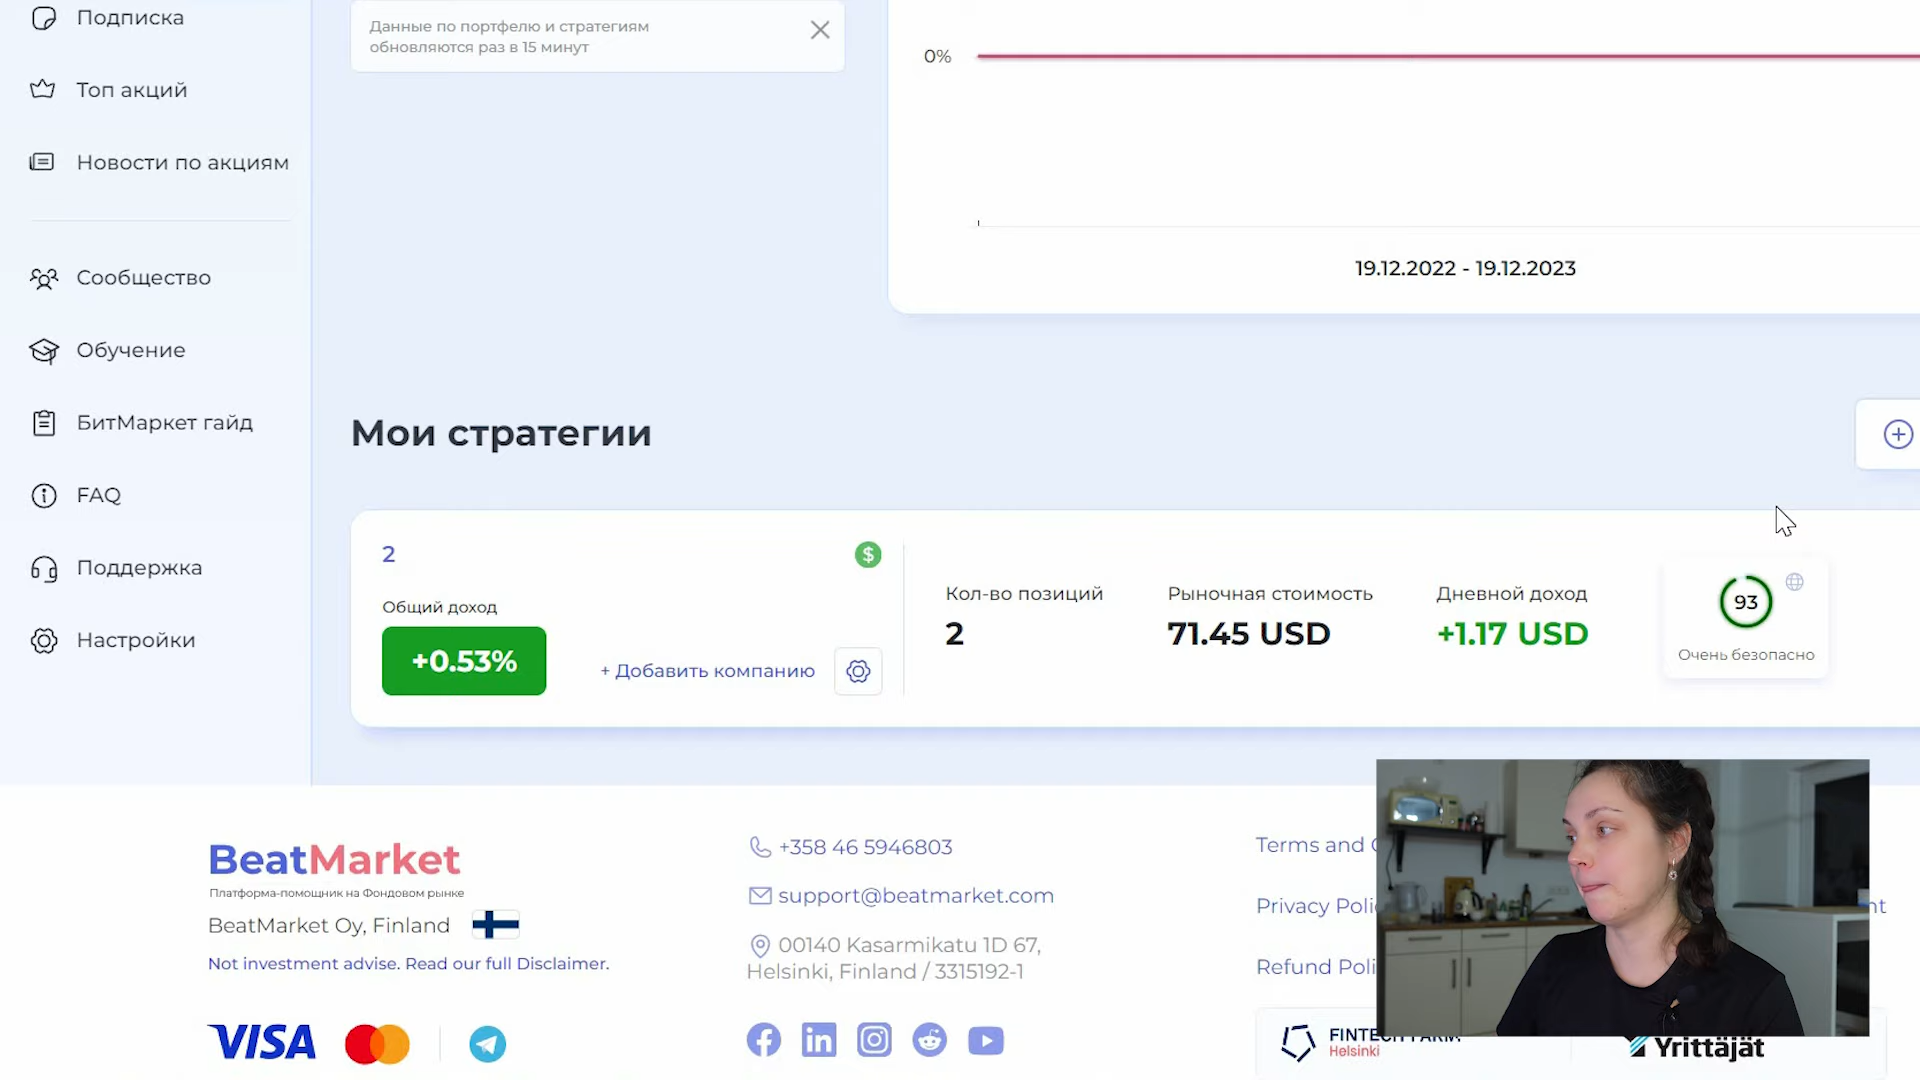 Подписка
Топ акций
Новости по акциям
Сообщество
Обучение
БитМаркет гайд
FAQ
Поддержка
Настройки
Данные по портфелю и стратегиям
обновляются раз в 15 минут
0%
19.12.2022 - 19.12.2023
Мои стратегии
2
$
Общий доход
+0.53%
+ Добавить компанию
Кол-во позиций
2
Рыночная стоимость
71.45 USD
Дневной доход
+1.17 USD
93
Очень безопасно
BeatMarket
Платформа-помощник на Фондовом рынке
BeatMarket Oy, Finland
Not investment advise. Read our full Disclaimer.
VISA
+358 46 5946803
support@beatmarket.com
00140 Kasarmikatu 1D 67,
Helsinki, Finland / 3315192-1
Terms and
Privacy
Refund
FINTECH FARM
Helsinki
Yrittäjät